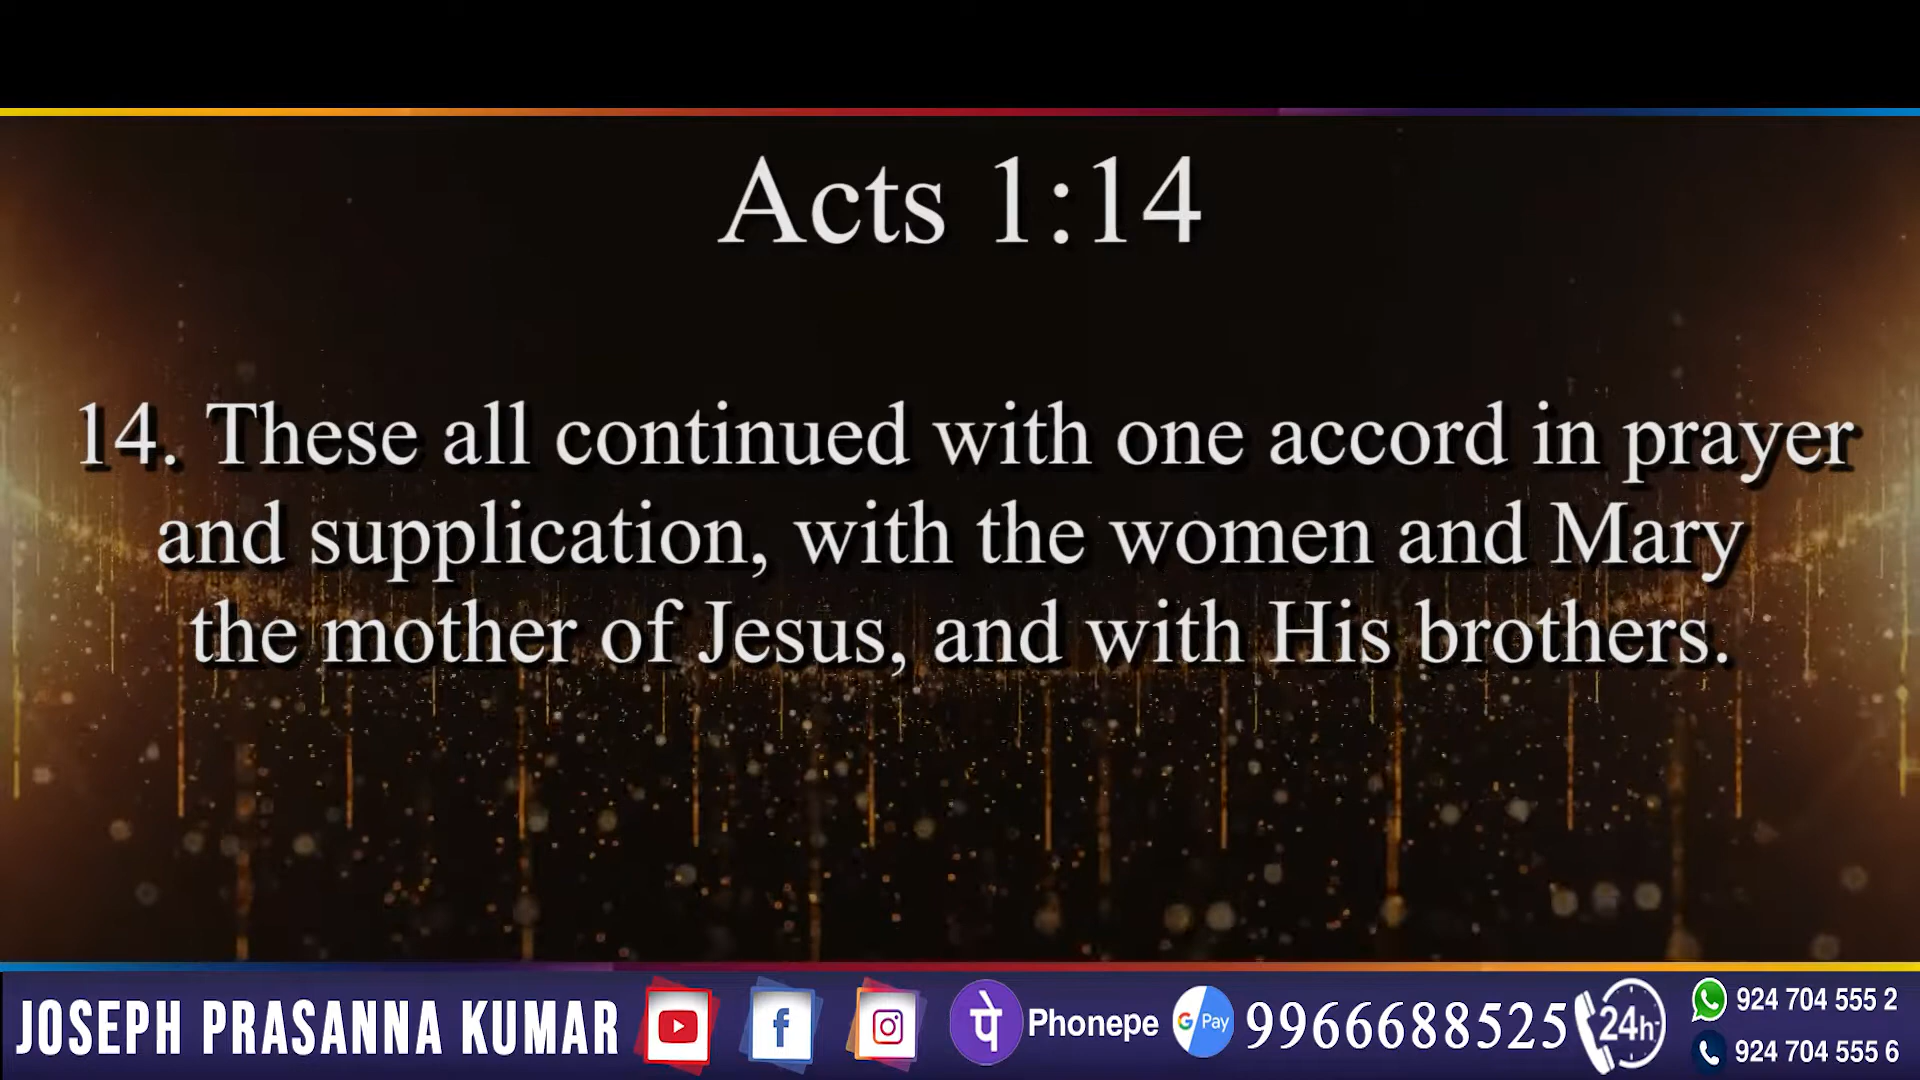 Acts 1:14
14. These all continued with one accord in prayer
and supplication, with the women and Mary
the mother of Jesus, and with His brothers.
JOSEPH PRASANNA KUMAR f पे Phonepe G Pay 9966688525 24h 924 704 555 2
924 704 555 6